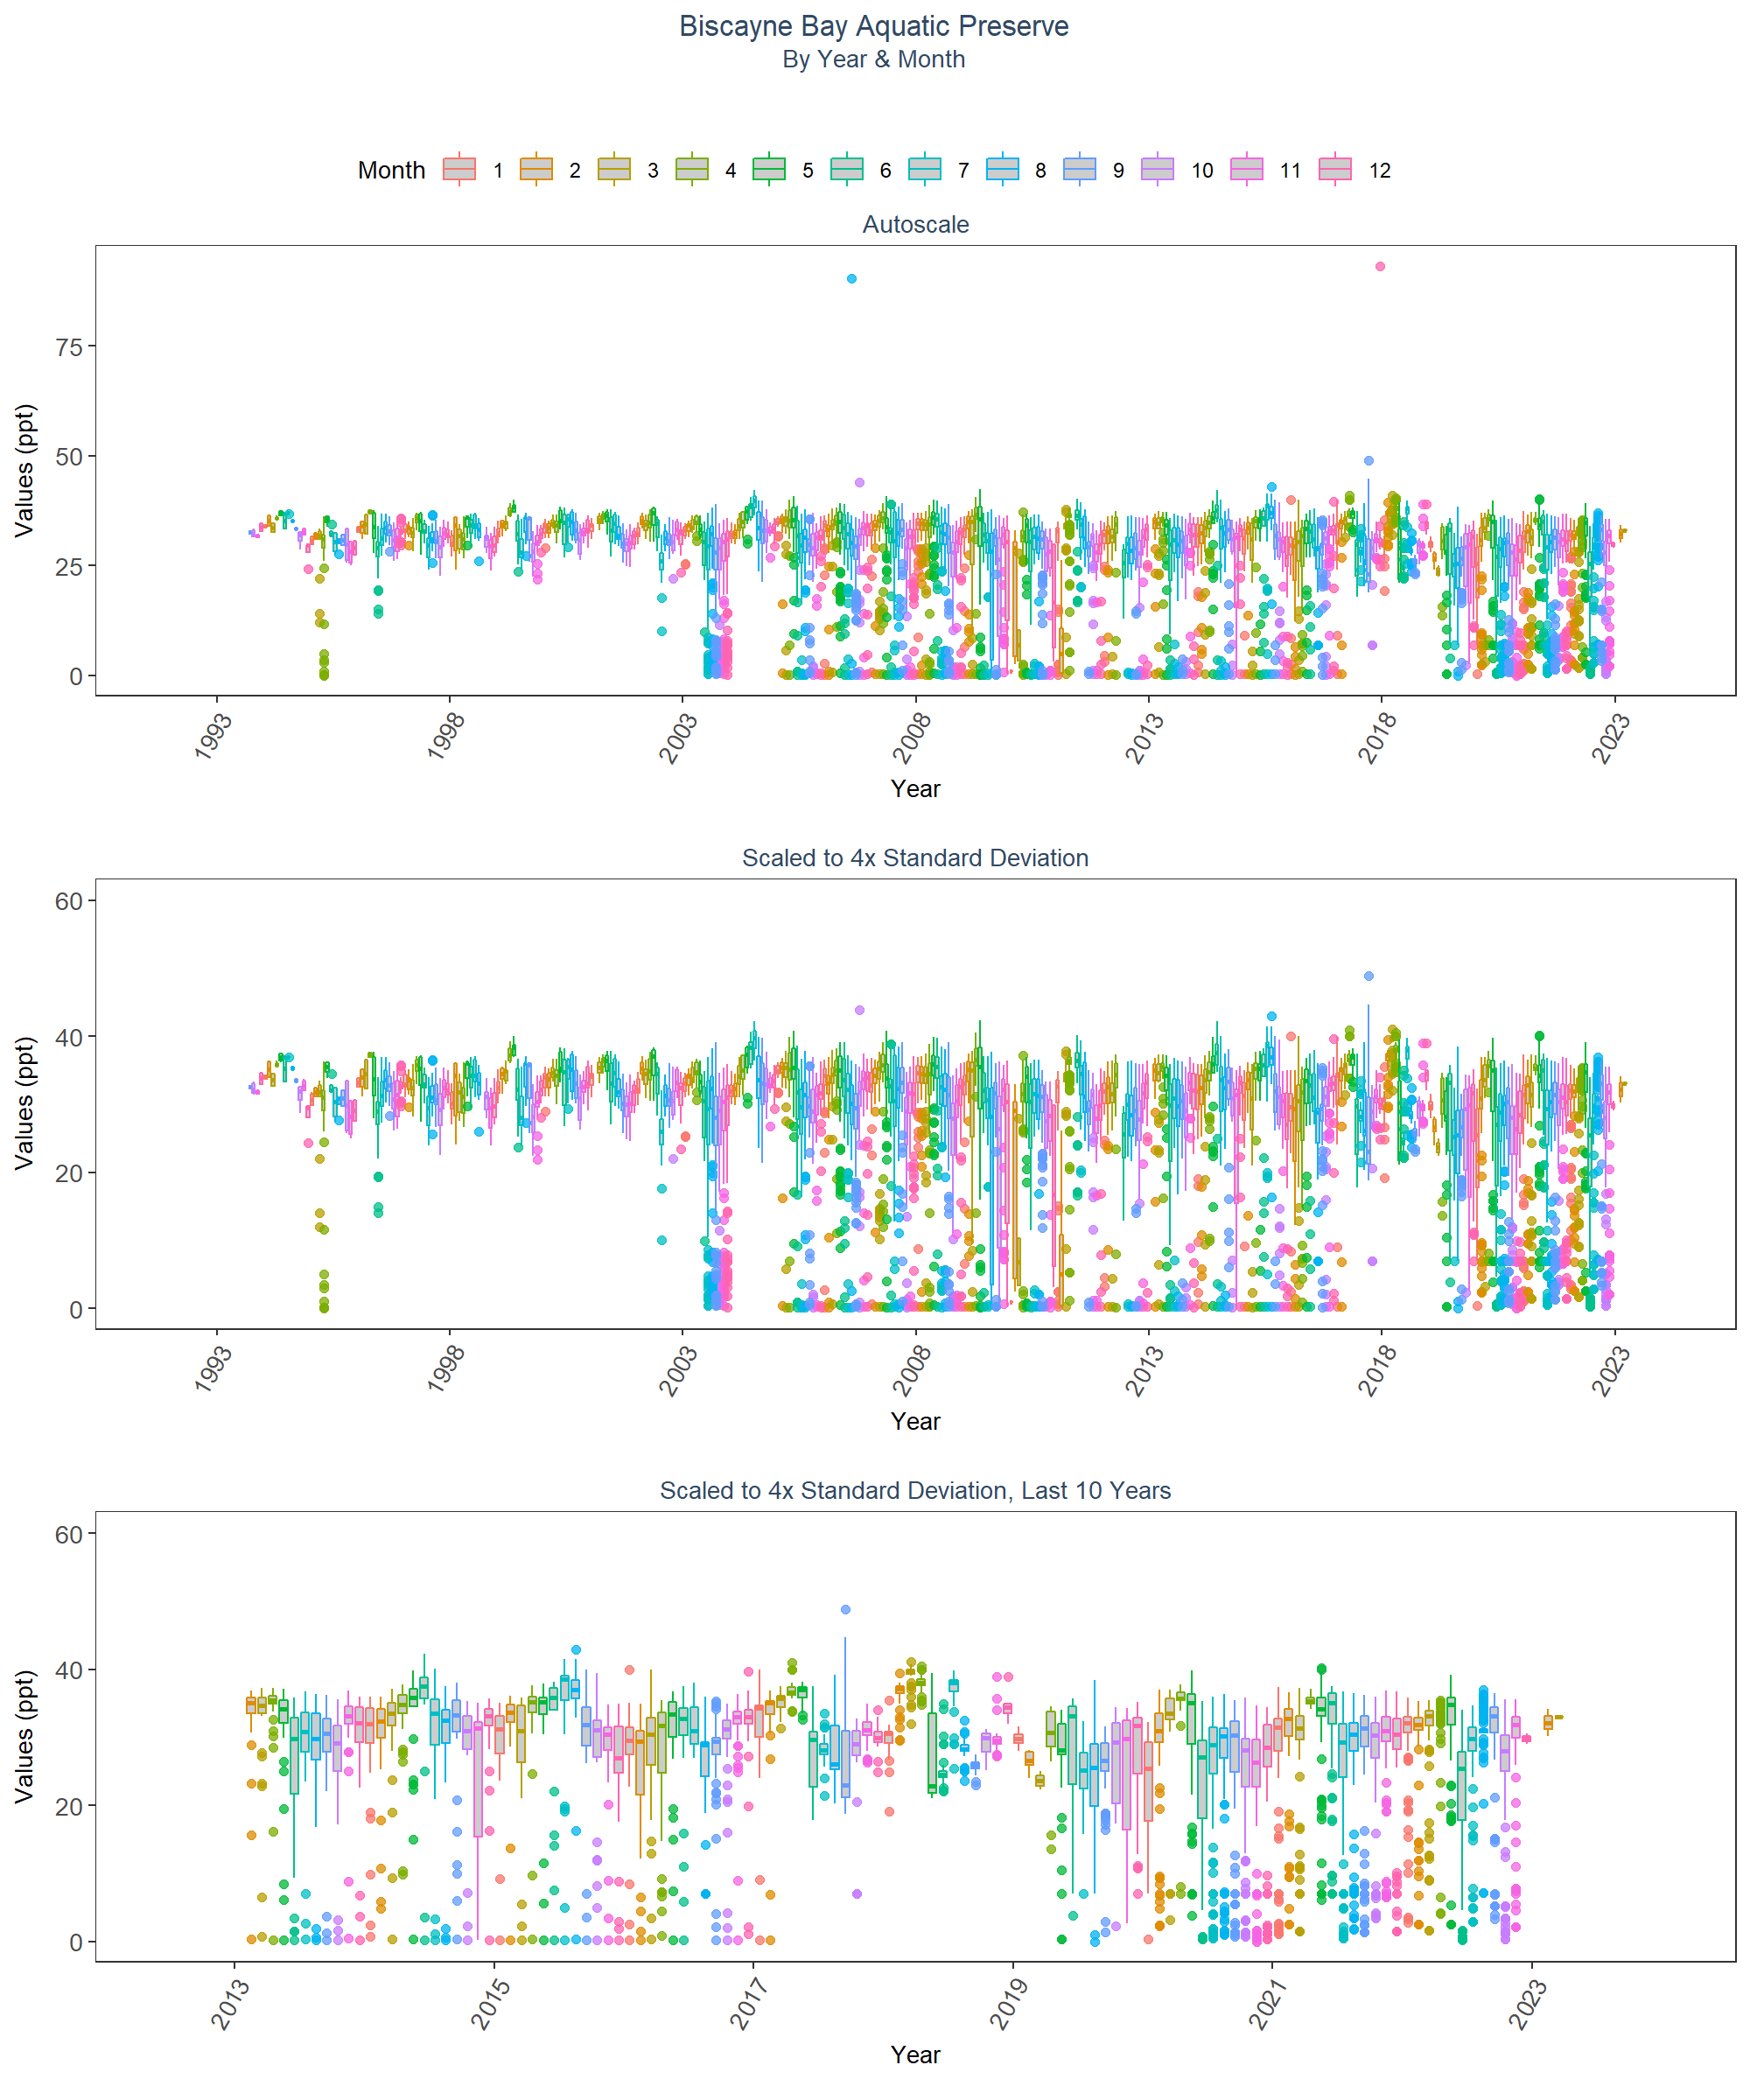 Biscayne Bay Aquatic Preserve
By Year & Month
Month 1 2 3 4 5 6 7 8 9 10 11 12
Autoscale
75
50
25
0
Values (ppt)
1993 1998 2003 2008 2013 2018 2023
Year
Scaled to 4x Standard Deviation
60
40
20
0
Values (ppt)
1993 1998 2003 2008 2013 2018 2023
Year
Scaled to 4x Standard Deviation, Last 10 Years
60
40
20
0
Values (ppt)
2013 2015 2017 2019 2021 2023
Year